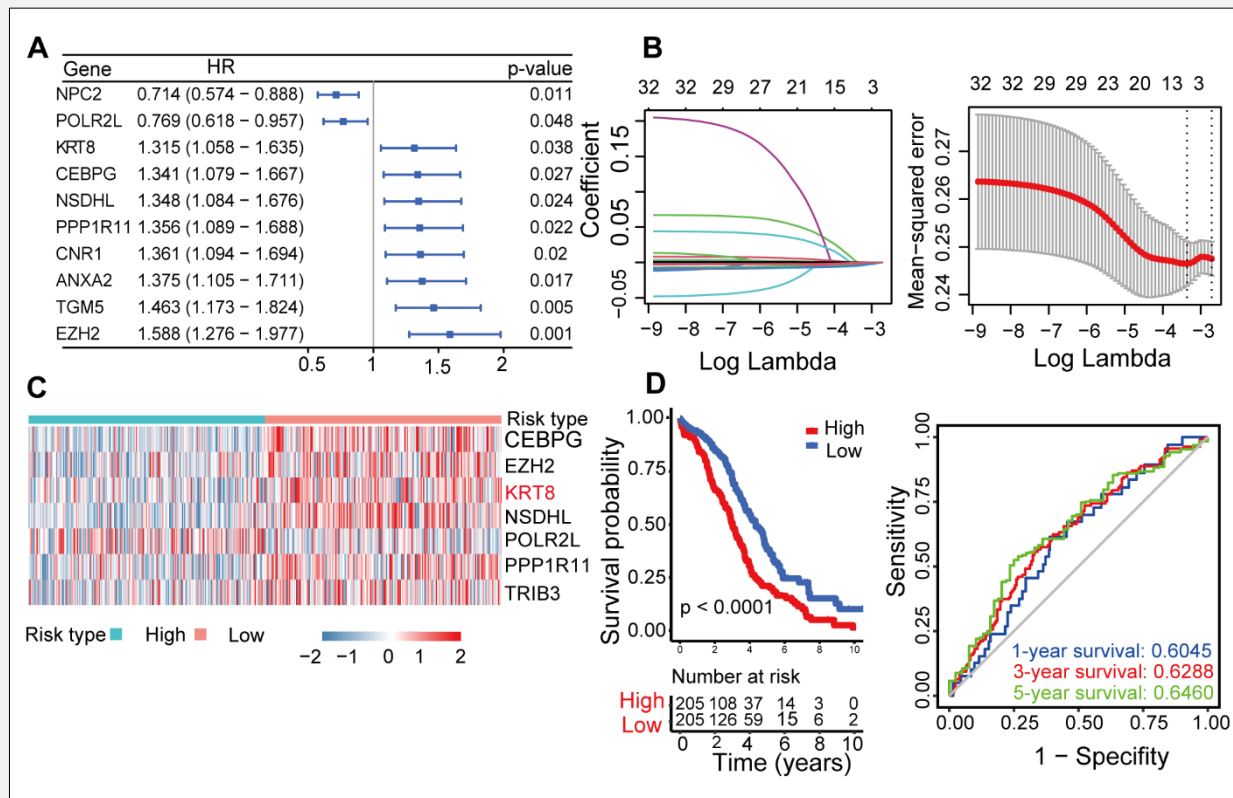 A
Gene HR p-value
NPC2 0.714 (0.574 − 0.888) 0.011
POLR2L 0.769 (0.618 − 0.957) 0.048
KRT8 1.315 (1.058 − 1.635) 0.038
CEBPG 1.341 (1.079 − 1.667) 0.027
NSDHL 1.348 (1.084 − 1.676) 0.024
PPP1R11 1.356 (1.089 − 1.688) 0.022
CNR1 1.361 (1.094 − 1.694) 0.02
ANXA2 1.375 (1.105 − 1.711) 0.017
TGM5 1.463 (1.173 − 1.824) 0.005
EZH2 1.588 (1.276 − 1.977) 0.001
0.5 1 1.5 2
B
32 32 29 27 21 15 3
Coefficient
0.15
0.05
−0.05
−9 −8 −7 −6 −5 −4 −3
Log Lambda
32 32 29 29 23 20 13 3
Mean−squared error
0.27
0.26
0.25
0.24
−9 −8 −7 −6 −5 −4 −3
Log Lambda
C
Risk type
CEBPG
EZH2
KRT8
NSDHL
POLR2L
PPP1R11
TRIB3
Risk type High Low
−2 −1 0 1 2
D
Survival probability
1.00
0.75
0.50
0.25
0.00
High
Low
p < 0.0001
0 2 4 6 8 10
Number at risk
High 205 108 37 14 3 0
Low 205 126 59 15 6 2
0 2 4 6 8 10
Time (years)
Sensitivity
1.00
0.75
0.50
0.25
0.00
1-year survival: 0.6045
3-year survival: 0.6288
5-year survival: 0.6460
0.00 0.25 0.50 0.75 1.00
1 − Specifity